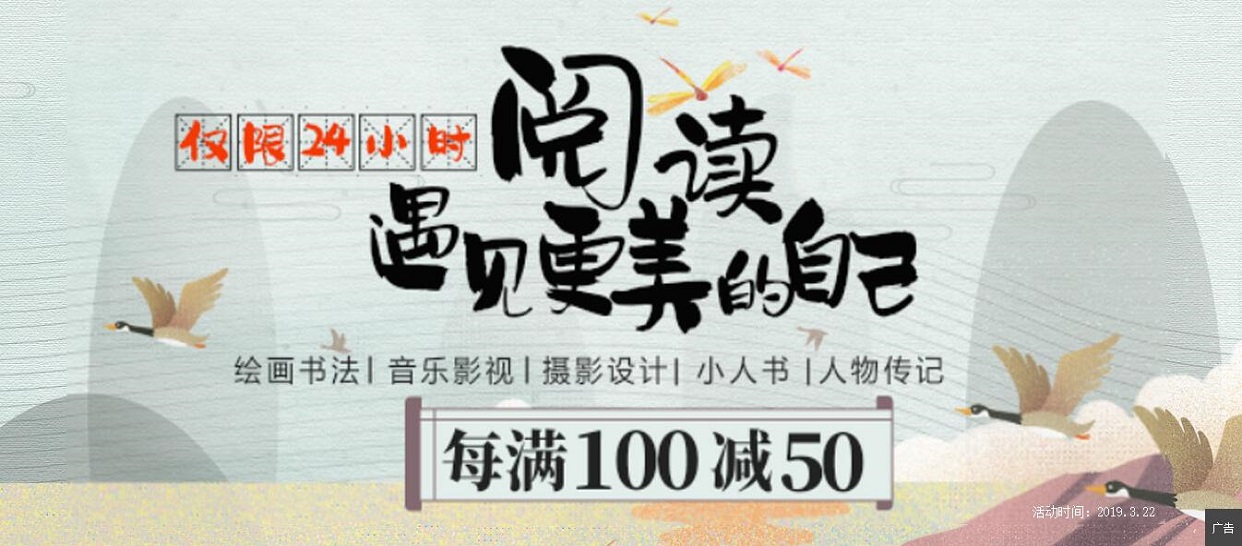 仅限24小时
阅读
遇见更美的自己
绘画书法| 音乐影视 | 摄影设计| 小人书 |人物传记
每满100减50
活动时间：2019.3.22
广告